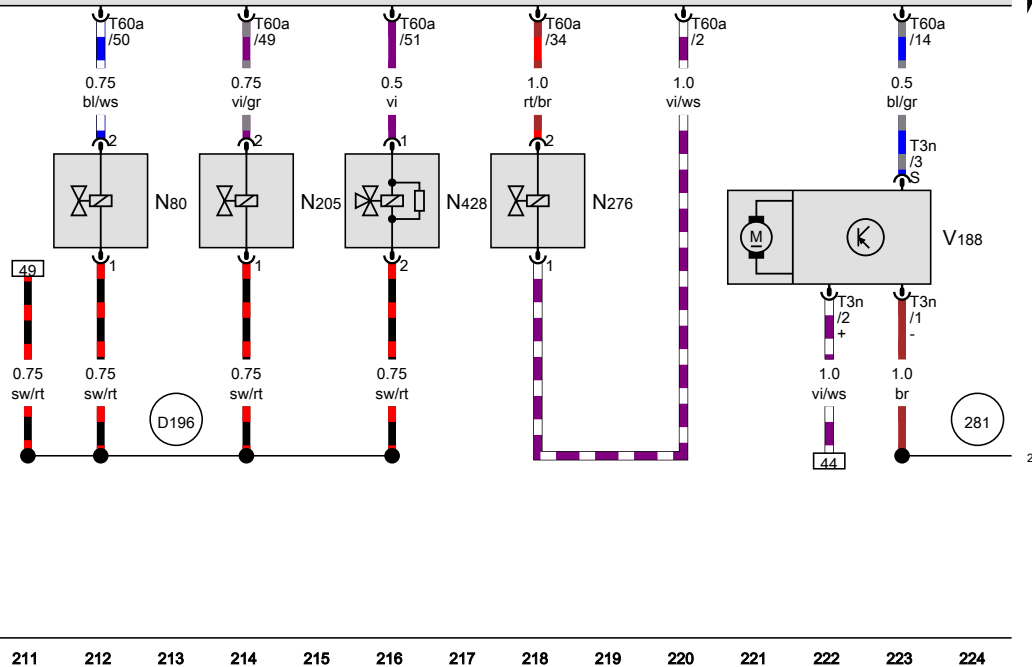 T60a T60a T60a T60a T60a T60a
/50 /49 /51 /34 /2 /14
0.75 0.75 0.5 1.0 1.0 0.5
bl/ws vi/gr vi rt/br vi/ws bl/gr
2 2 1 2 T3n
/3
S
N80 N205 N428 N276
M V188
49 1 1 2 1
T3n T3n
/2 /1
+ -
0.75 0.75 0.75 0.75 1.0 1.0
sw/rt sw/rt sw/rt sw/rt vi/ws br
D196 281
44 2
211 212 213 214 215 216 217 218 219 220 221 222 223 224